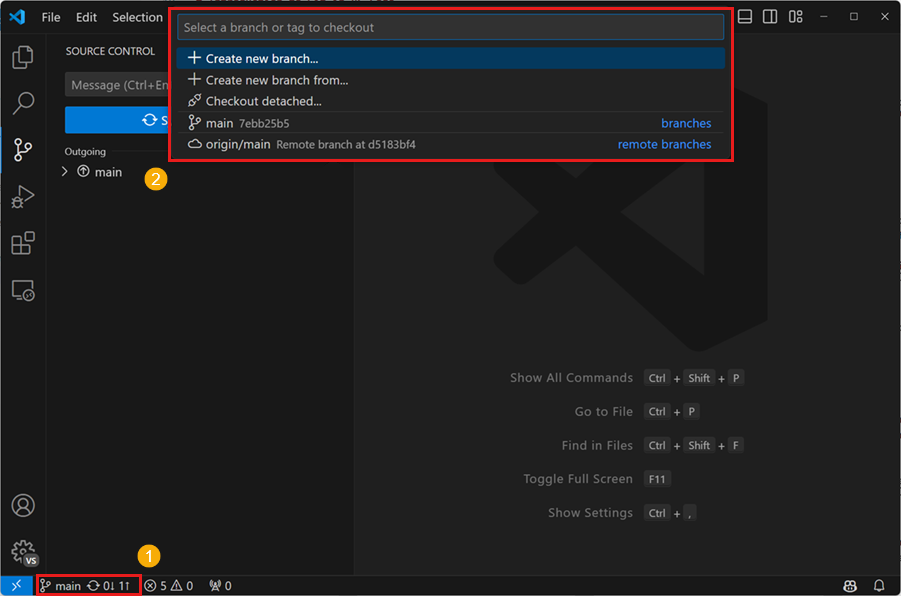 File Edit Selection
Select a branch or tag to checkout
SOURCE CONTROL
Create new branch...
Message (Ctrl+En
Create new branch from...
Checkout detached...
S
main 7ebb25b5 branches
origin/main Remote branch at d5183bf4 remote branches
Outgoing
main
2
Show All Commands Ctrl + Shift + P
Go to File Ctrl + P
Find in Files Ctrl + Shift + F
Toggle Full Screen F11
Show Settings Ctrl + ,
VS
1
main 0↓ 1↑ 5 0 0